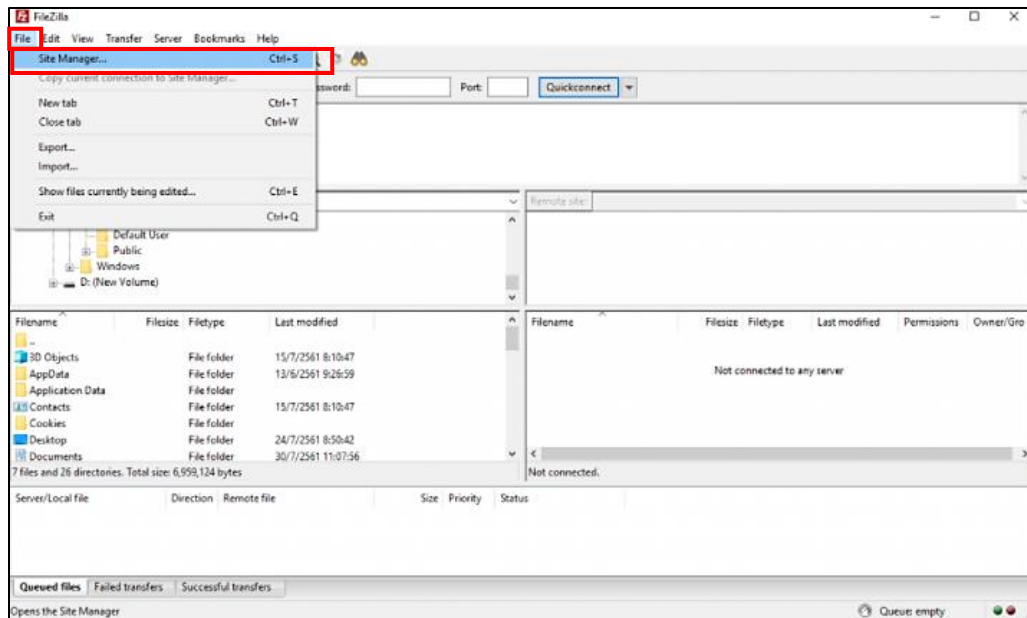 FileZilla
File Edit View Transfer Server Bookmarks Help
Site Manager... Ctrl+S
Copy current connection to Site Manager...
ssword: Port: Quickconnect
New tab Ctrl+T
Close tab Ctrl+W
Export...
Import...
Show files currently being edited... Ctrl+E
Remote site:
Exit Ctrl+Q
Default User
Public
Windows
D: (New Volume)
Filename Filesize Filetype Last modified
..
3D Objects File folder 15/7/2561 8:10:47
AppData File folder 13/6/2561 9:26:59
Application Data File folder
Contacts File folder 15/7/2561 8:10:47
Cookies File folder
Desktop File folder 24/7/2561 8:50:42
Documents File folder 30/7/2561 11:07:56
7 files and 26 directories. Total size: 6,959,124 bytes
Filename Filesize Filetype Last modified Permissions Owner/Gro
Not connected to any server
Not connected.
Server/Local file Direction Remote file Size Priority Status
Queued files Failed transfers Successful transfers
Opens the Site Manager Queue: empty